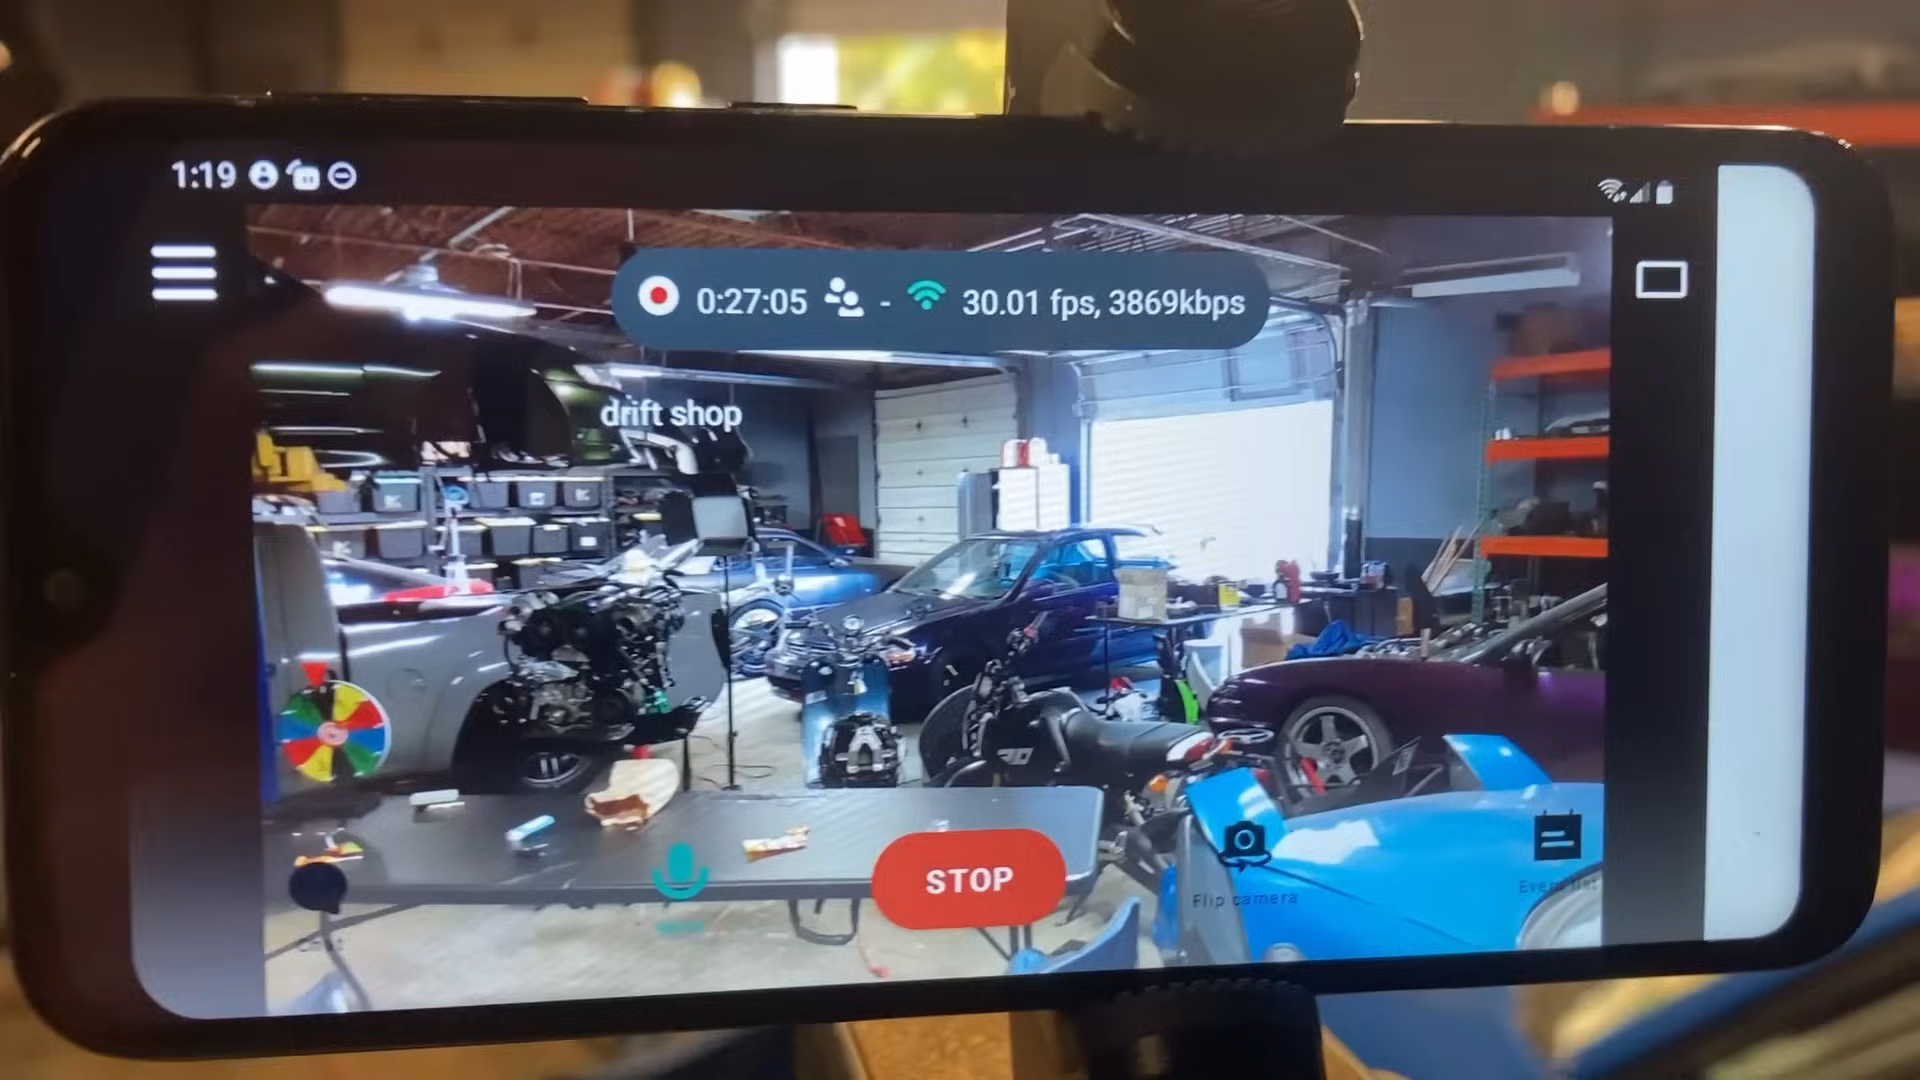 1:19
0:27:05 - 30.01 fps, 3869kbps
drift shop
STOP
Flip camera